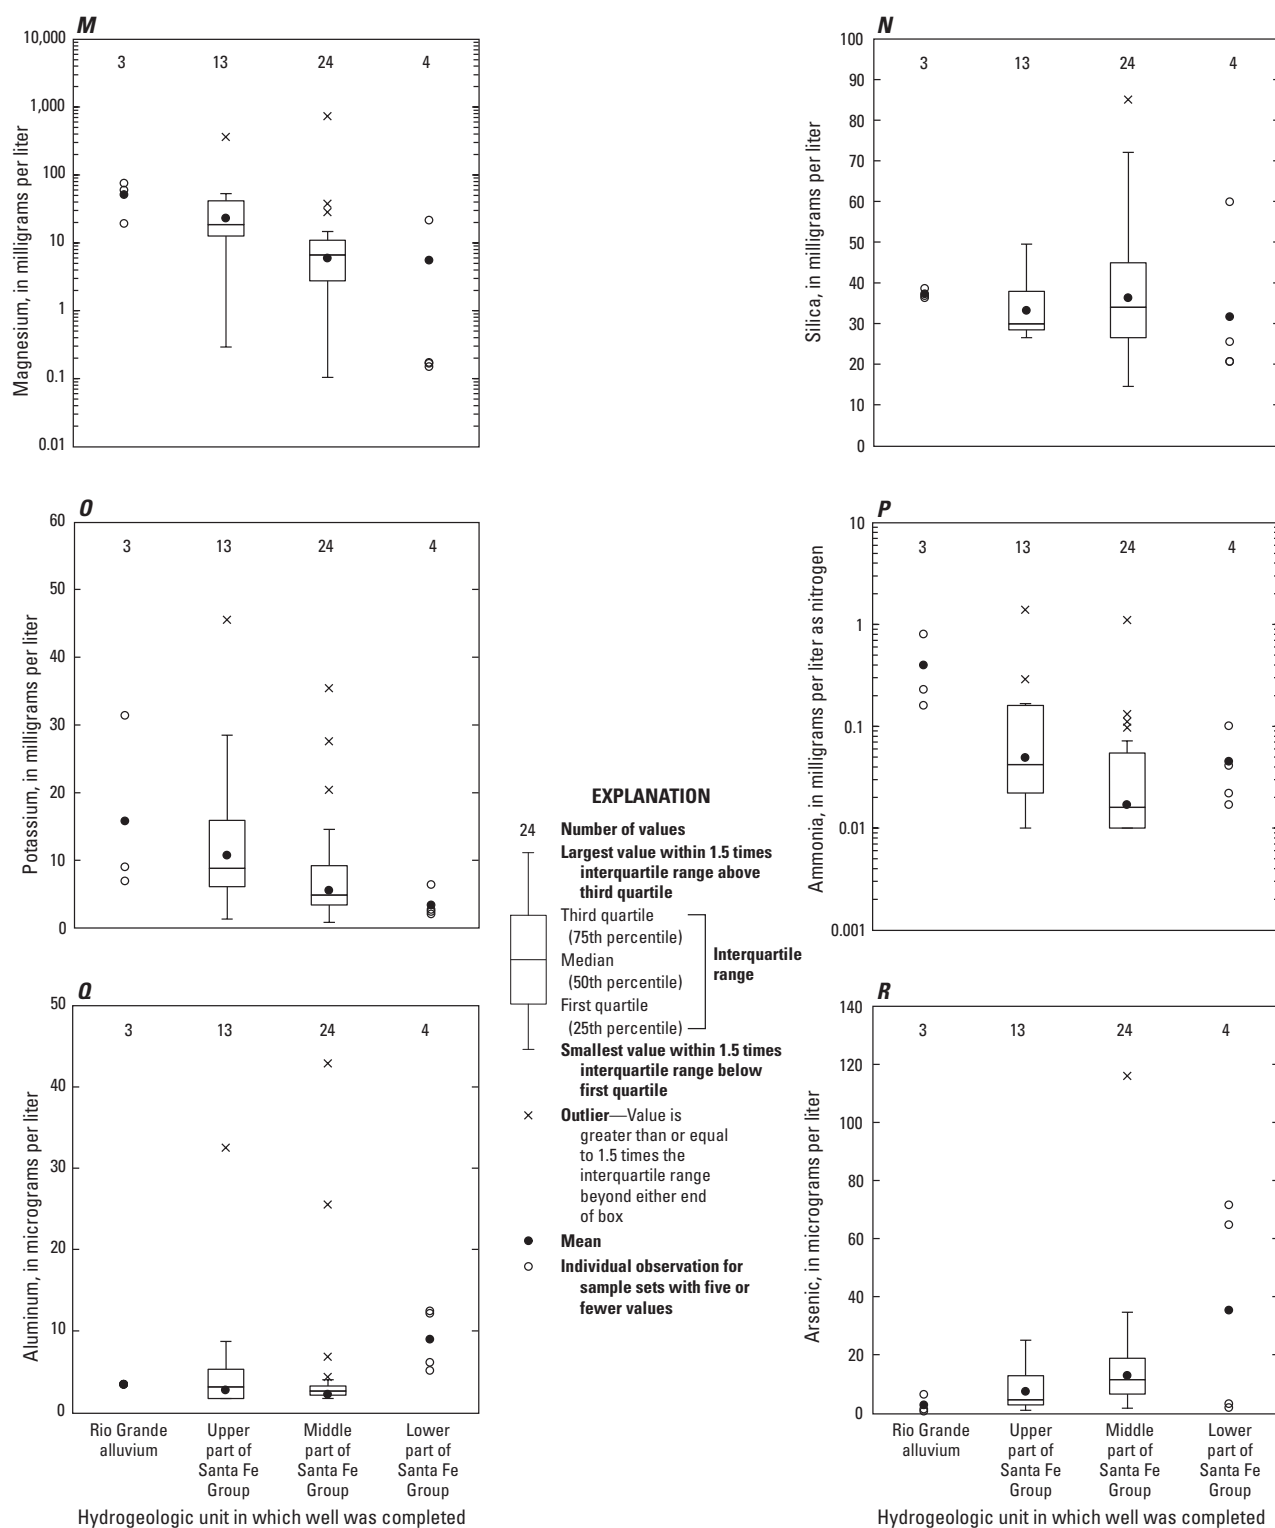 M
10,000
1,000
100
10
1
0.1
0.01
Magnesium, in milligrams per liter
3
13
24
4
N
100
90
80
70
60
50
40
30
20
10
0
Silica, in milligrams per liter
3
13
24
4
O
60
50
40
30
20
10
0
Potassium, in milligrams per liter
3
13
24
4
P
10
1
0.1
0.01
0.001
Ammonia, in milligrams per liter as nitrogen
3
13
24
4
EXPLANATION
24 Number of values
Largest value within 1.5 times
interquartile range above
third quartile
Third quartile
(75th percentile)
Median
(50th percentile)
First quartile
(25th percentile)
Interquartile
range
Smallest value within 1.5 times
interquartile range below
first quartile
Outlier—Value is
greater than or equal
to 1.5 times the
interquartile range
beyond either end
of box
Mean
Individual observation for
sample sets with five or
fewer values
Q
50
40
30
20
10
0
Aluminum, in micrograms per liter
3
13
24
4
Rio Grande
alluvium
Upper
part of
Santa Fe
Group
Middle
part of
Santa Fe
Group
Lower
part of
Santa Fe
Group
Hydrogeologic unit in which well was completed
R
140
120
100
80
60
40
20
0
Arsenic, in micrograms per liter
3
13
24
4
Rio Grande
alluvium
Upper
part of
Santa Fe
Group
Middle
part of
Santa Fe
Group
Lower
part of
Santa Fe
Group
Hydrogeologic unit in which well was completed